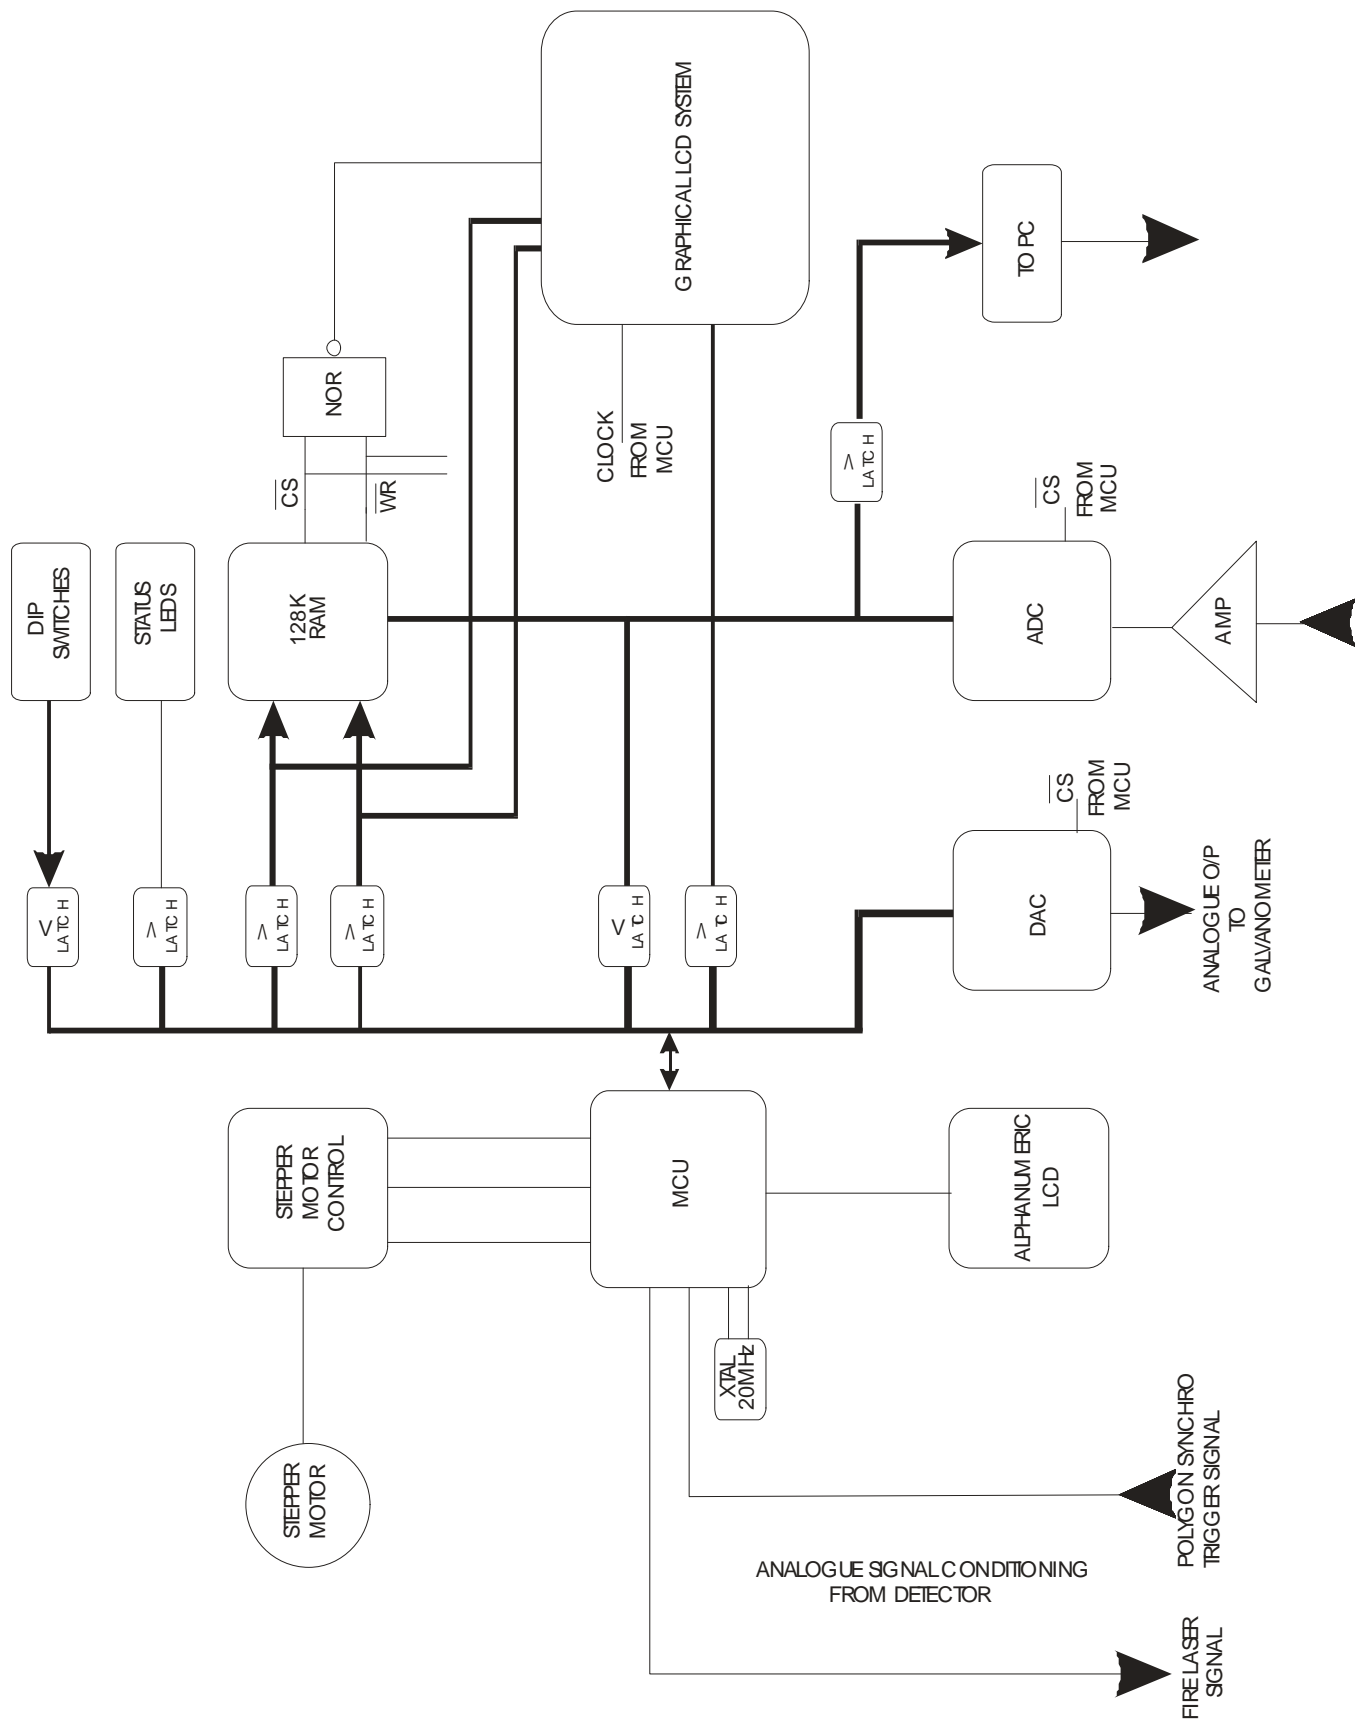 GRAPHICAL LCD SYSTEM
TO PC
NOR
CLOCK
FROM
MCU
>
LATCH
CS
WR
CS
FROM
MCU
DIP
SWITCHES
STATUS
LEDS
128K
RAM
ADC
AMP
CS
FROM
MCU
<
LATCH
>
LATCH
>
LATCH
>
LATCH
<
LATCH
>
LATCH
DAC
ANALOGUE O/P
TO
GALVANOMETER
STEPPER
MOTOR
CONTROL
MCU
ALPHANUMERIC
LCD
XTAL
20MHz
STEPPER
MOTOR
POLYGON SYNCHRO
TRIGGER SIGNAL
ANALOGUE SIGNAL CONDITIONING
FROM DETECTOR
FIRE LASER
SIGNAL